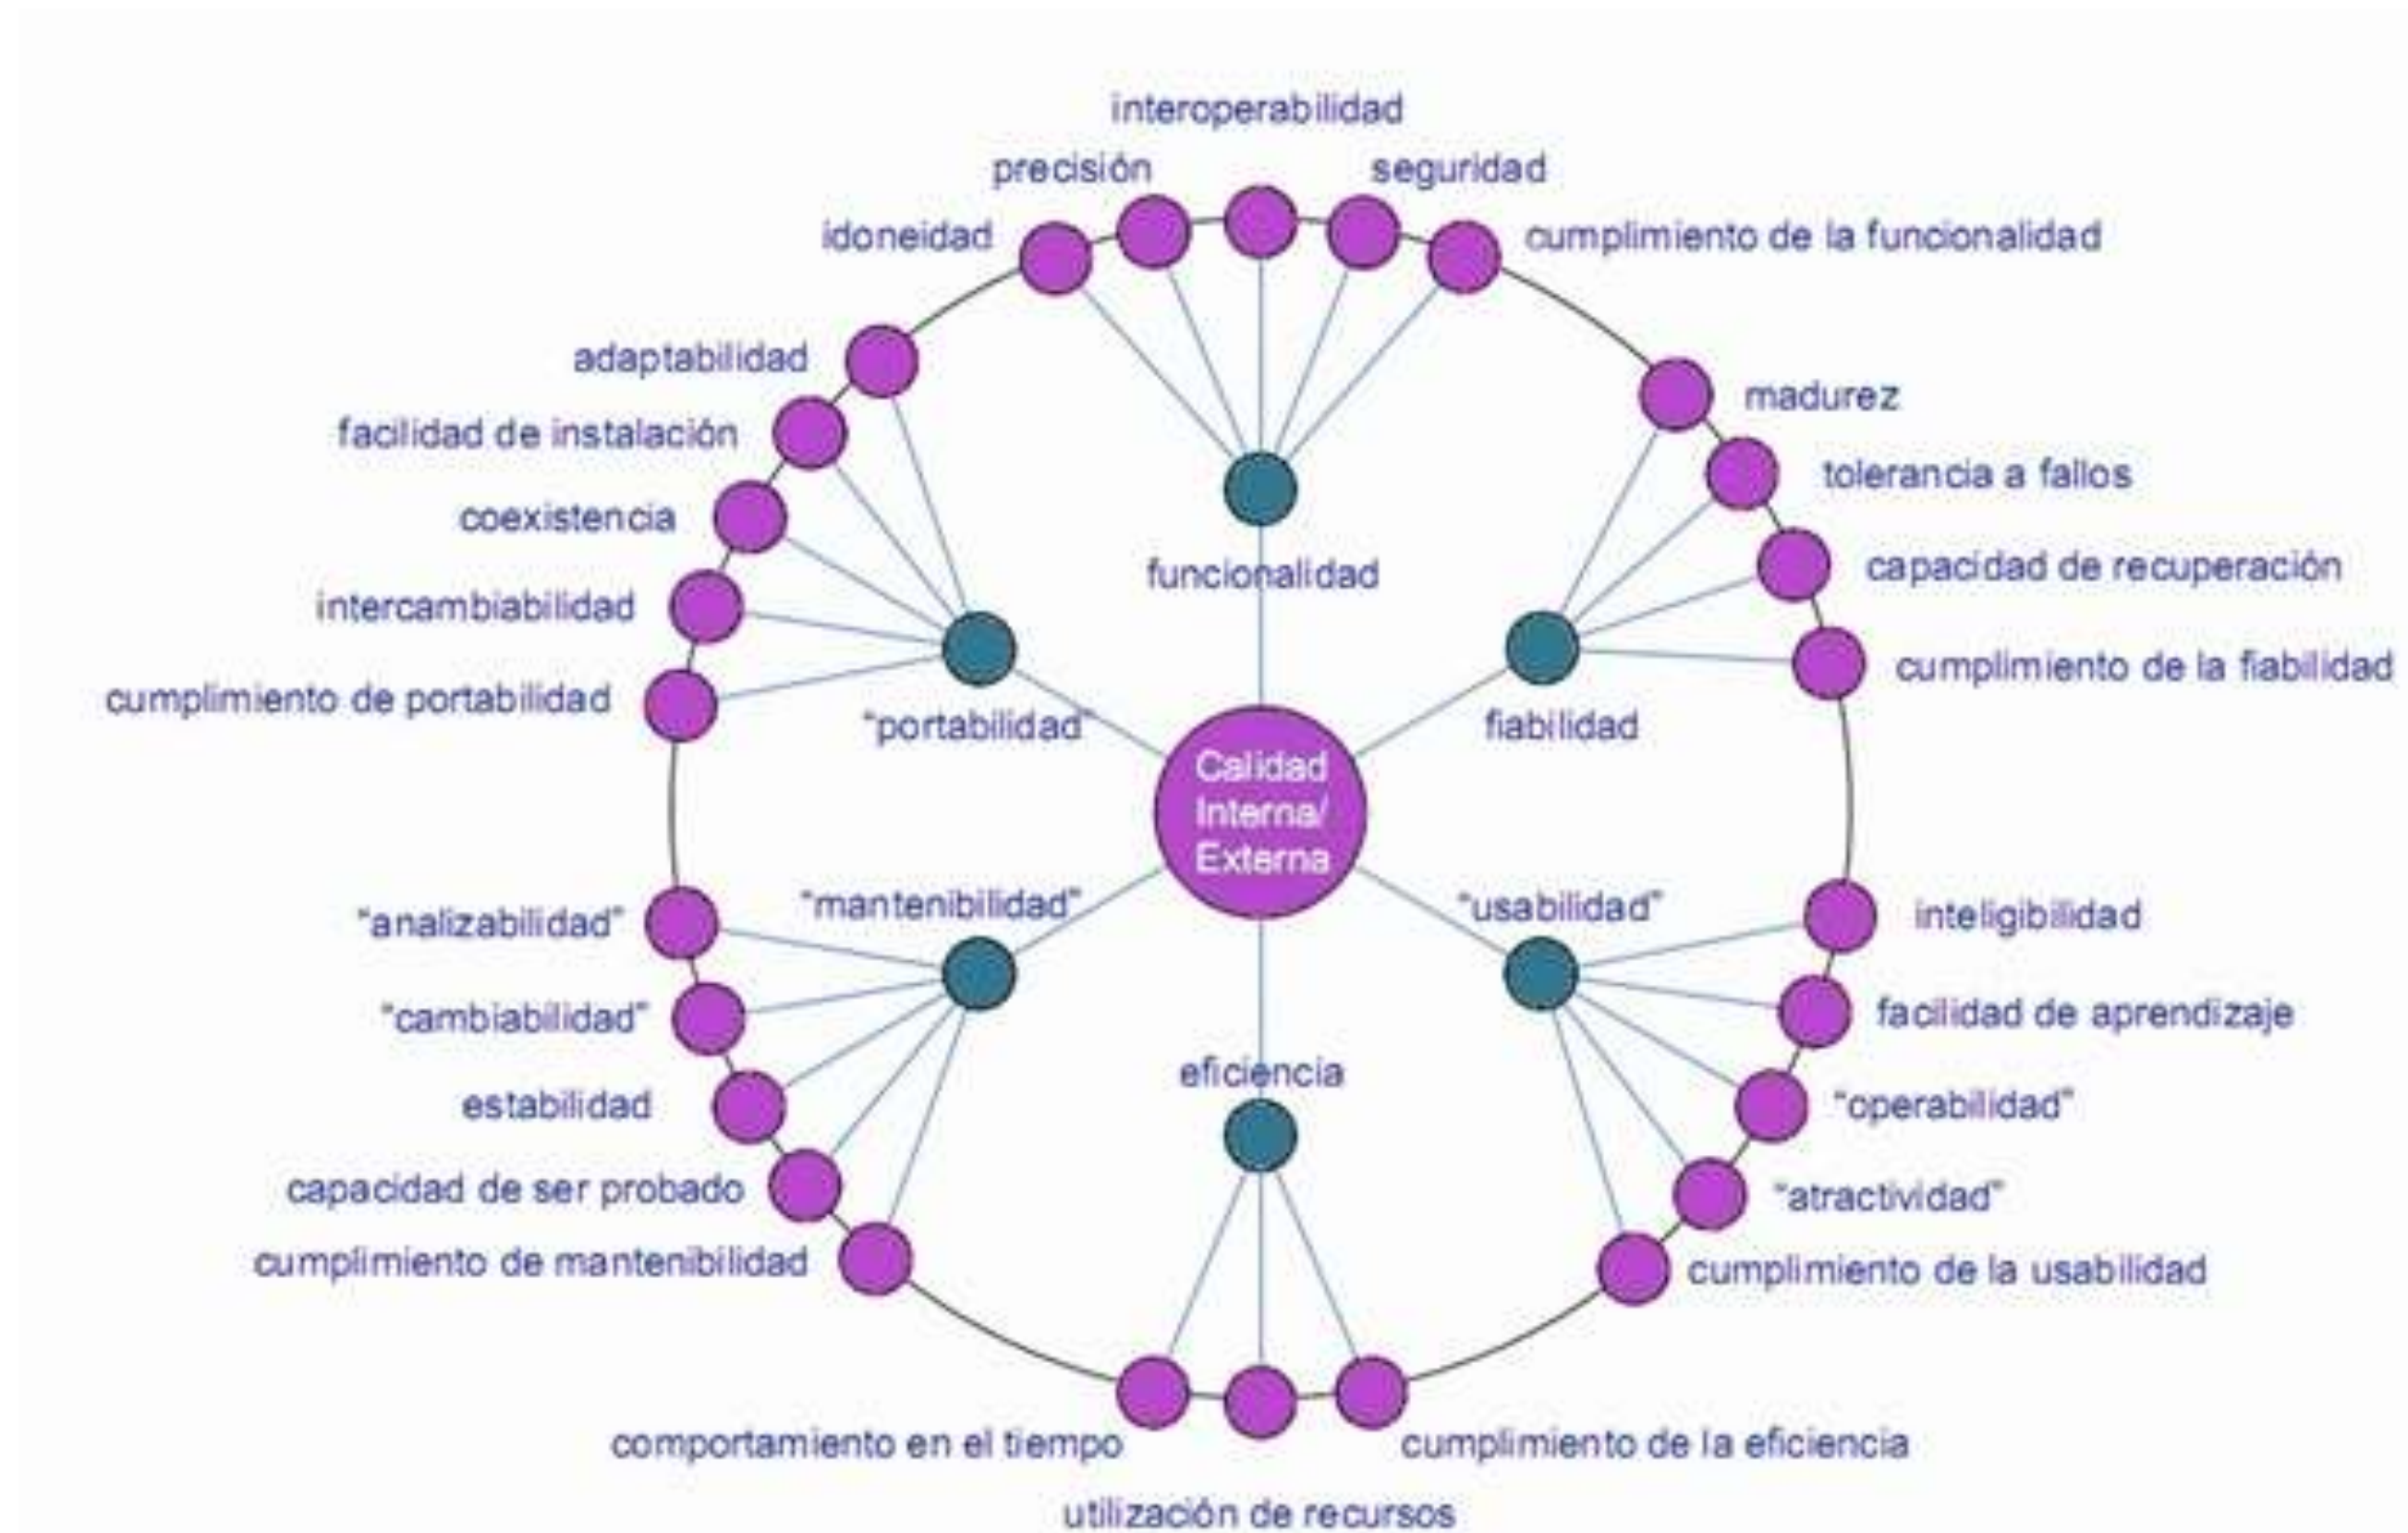 interoperabilidad
precisión
seguridad
idoneidad
cumplimiento de la funcionalidad
adaptabilidad
madurez
facilidad de instalación
tolerancia a fallos
coexistencia
capacidad de recuperación
funcionalidad
intercambiabilidad
cumplimiento de la fiabilidad
cumplimiento de portabilidad
"portabilidad"
fiabilidad
Calidad
Interna/
Externa
"mantenibilidad"
"usabilidad"
"analizabilidad"
inteligibilidad
"cambiabilidad"
facilidad de aprendizaje
eficiencia
estabilidad
"operabilidad"
capacidad de ser probado
"atractividad"
cumplimiento de mantenibilidad
cumplimiento de la usabilidad
comportamiento en el tiempo
cumplimiento de la eficiencia
utilización de recursos